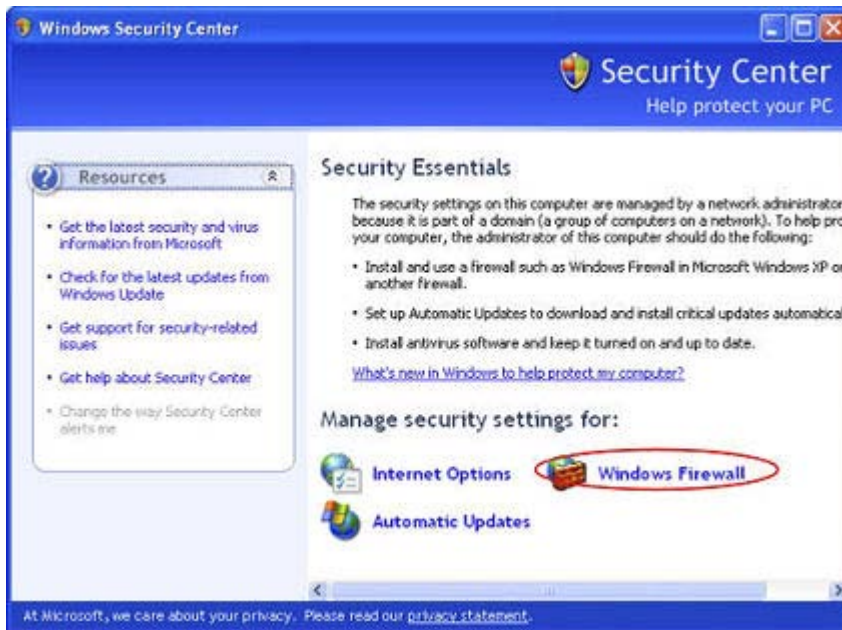 Windows Security Center
Security Center
Help protect your PC
Resources
Get the latest security and virus
information from Microsoft
Check for the latest updates from
Windows Update
Get support for security-related
issues
Get help about Security Center
Change the way Security Center
alerts me
Security Essentials
The security settings on this computer are managed by a network administrator
because it is part of a domain (a group of computers on a network). To help pro
your computer, the administrator of this computer should do the following:
• Install and use a firewall such as Windows Firewall in Microsoft Windows XP or
another firewall.
• Set up Automatic Updates to download and install critical updates automatical
• Install antivirus software and keep it turned on and up to date.
What's new in Windows to help protect my computer?
Manage security settings for:
Internet Options
Windows Firewall
Automatic Updates
At Microsoft, we care about your privacy. Please read our privacy statement.